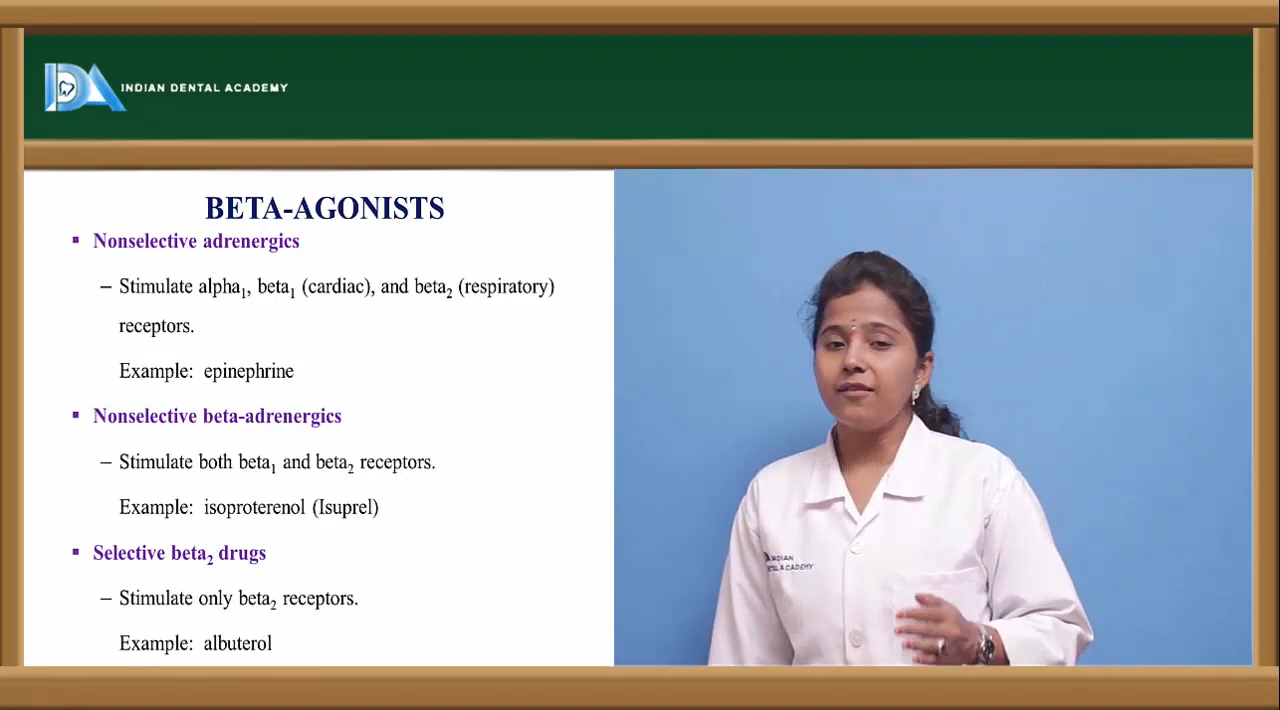 INDIAN DENTAL ACADEMY
BETA-AGONISTS
▪ Nonselective adrenergics
– Stimulate alpha₁, beta₁ (cardiac), and beta₂ (respiratory)
receptors.
Example: epinephrine
▪ Nonselective beta-adrenergics
– Stimulate both beta₁ and beta₂ receptors.
Example: isoproterenol (Isuprel)
▪ Selective beta₂ drugs
– Stimulate only beta₂ receptors.
Example: albuterol
INDIAN
ACADEMY